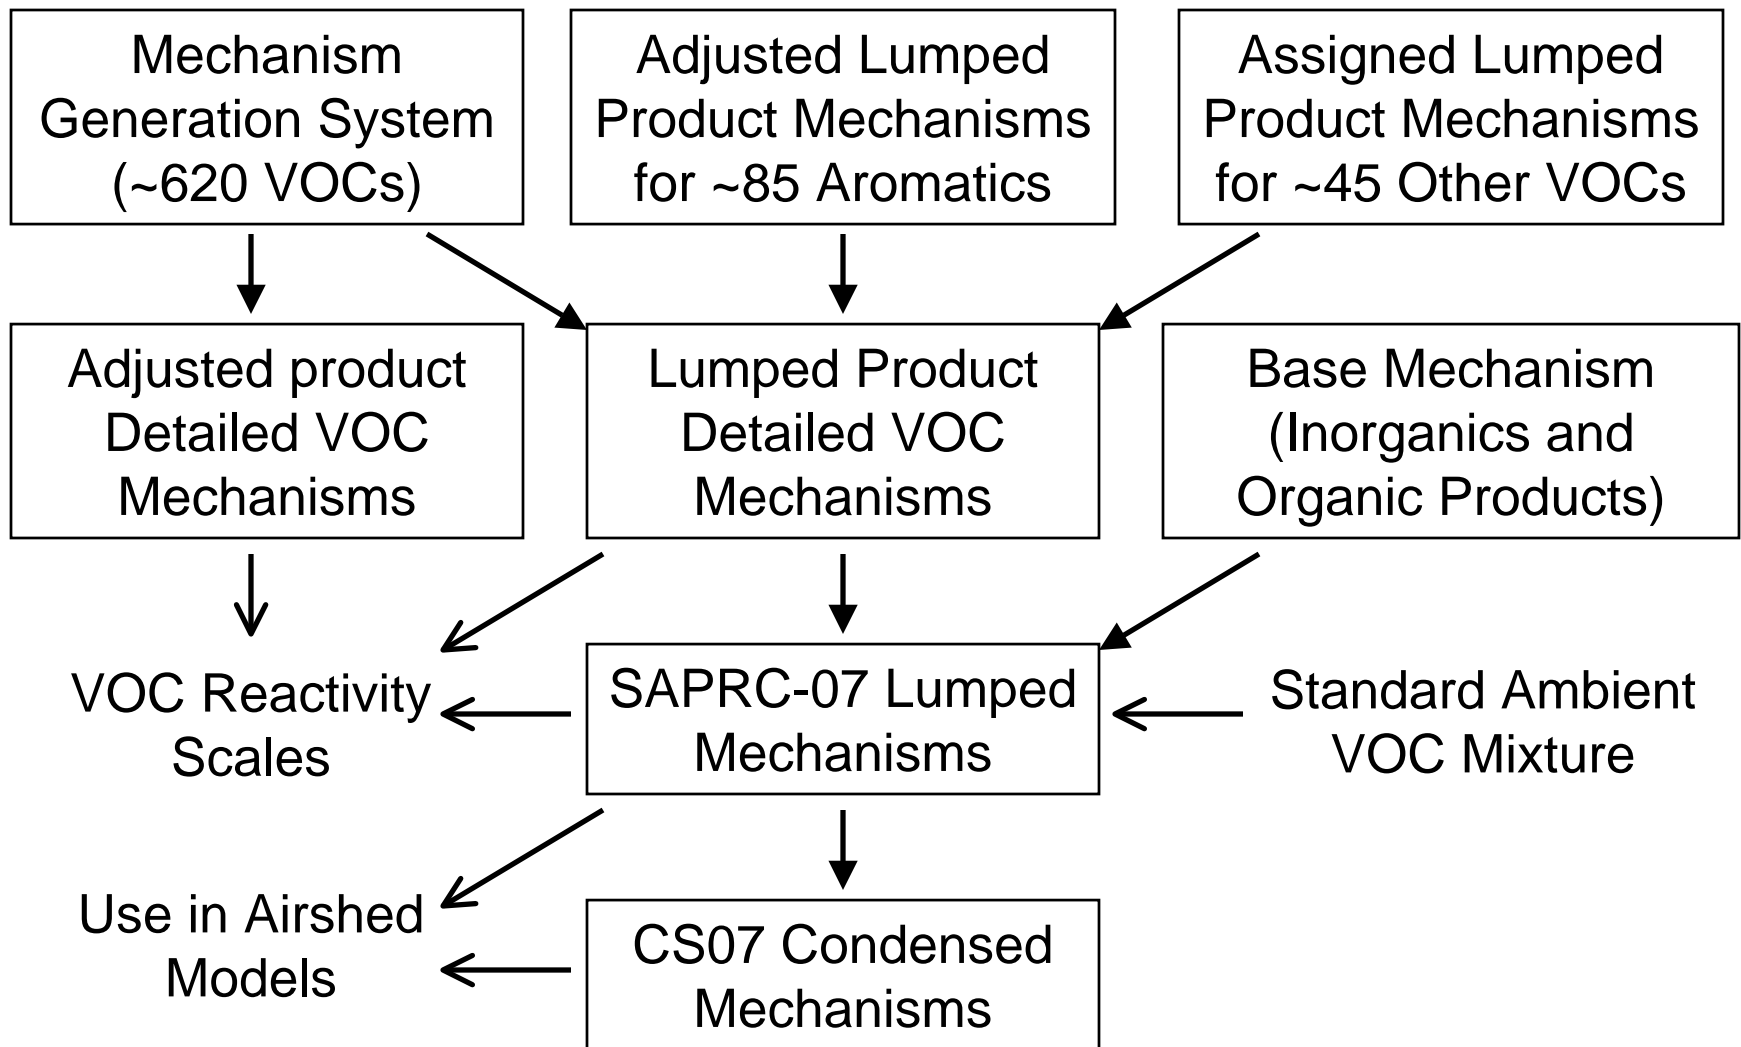 Mechanism
Generation System
(~620 VOCs)
Adjusted Lumped
Product Mechanisms
for ~85 Aromatics
Assigned Lumped
Product Mechanisms
for ~45 Other VOCs
Adjusted product
Detailed VOC
Mechanisms
Lumped Product
Detailed VOC
Mechanisms
Base Mechanism
(Inorganics and
Organic Products)
VOC Reactivity
Scales
SAPRC-07 Lumped
Mechanisms
Standard Ambient
VOC Mixture
Use in Airshed
Models
CS07 Condensed
Mechanisms